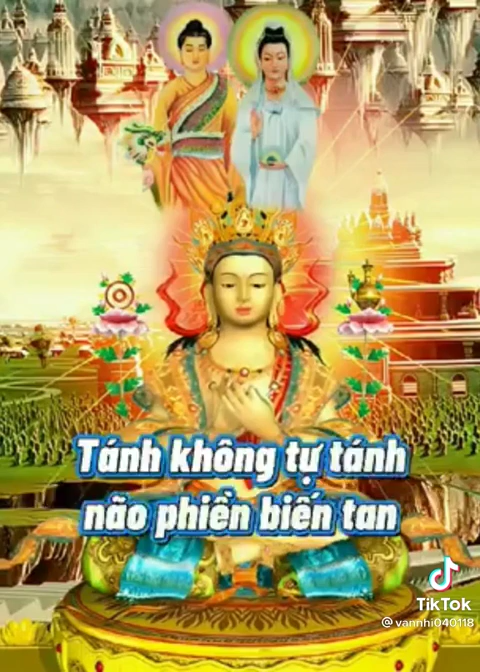 Tánh không tự tánh
não phiền biến tan
TikTok
@vannhi040118